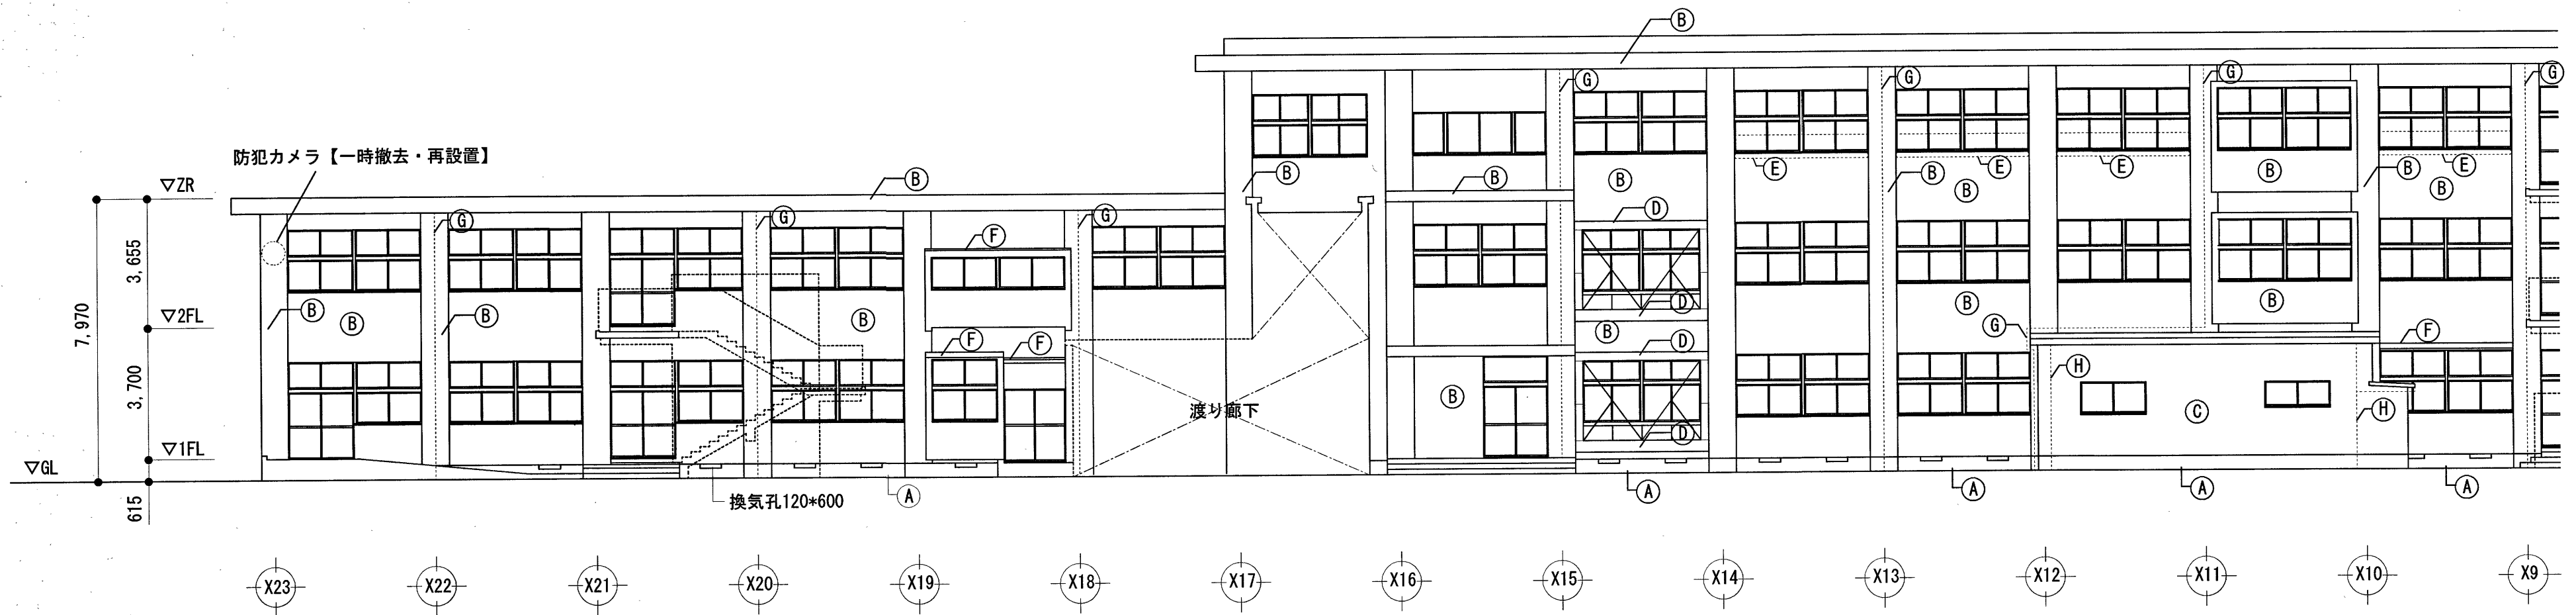 Ⓑ
Ⓖ Ⓖ Ⓖ Ⓖ
防犯カメラ【一時撤去・再設置】
▽ZR
Ⓑ Ⓑ Ⓑ Ⓑ Ⓔ Ⓑ Ⓑ Ⓔ Ⓔ Ⓑ Ⓑ Ⓑ Ⓔ
Ⓖ Ⓖ Ⓖ Ⓓ
Ⓕ
3,655
7,970
Ⓑ Ⓑ Ⓑ Ⓑ Ⓓ Ⓑ Ⓑ
▽2FL
Ⓑ Ⓖ Ⓕ
Ⓕ Ⓕ Ⓓ
3,700
Ⓗ
Ⓑ 渡り廊下 Ⓒ Ⓗ
Ⓓ
▽1FL
▽GL
615
換気孔120*600
Ⓐ Ⓐ Ⓐ Ⓐ Ⓐ
X23 X22 X21 X20 X19 X18 X17 X16 X15 X14 X13 X12 X11 X10 X9